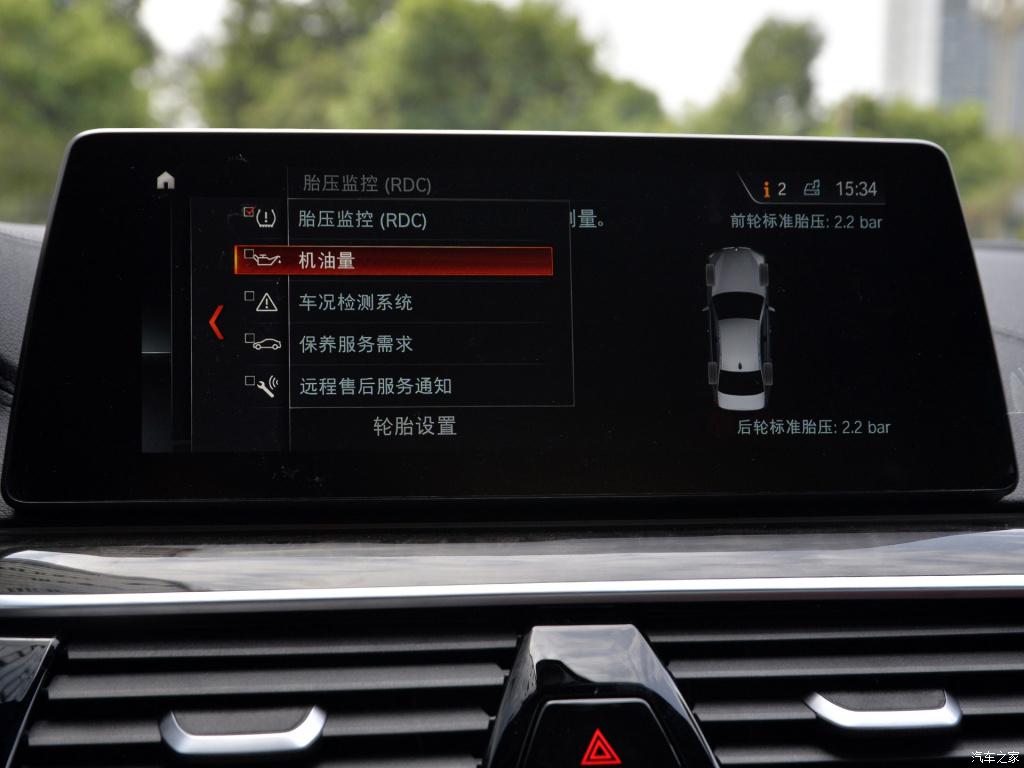 胎压监控 (RDC)
2 15:34
胎压监控 (RDC)
量。
前轮标准胎压: 2.2 bar
机油量
车况检测系统
保养服务需求
远程售后服务通知
轮胎设置
后轮标准胎压: 2.2 bar
汽车之家